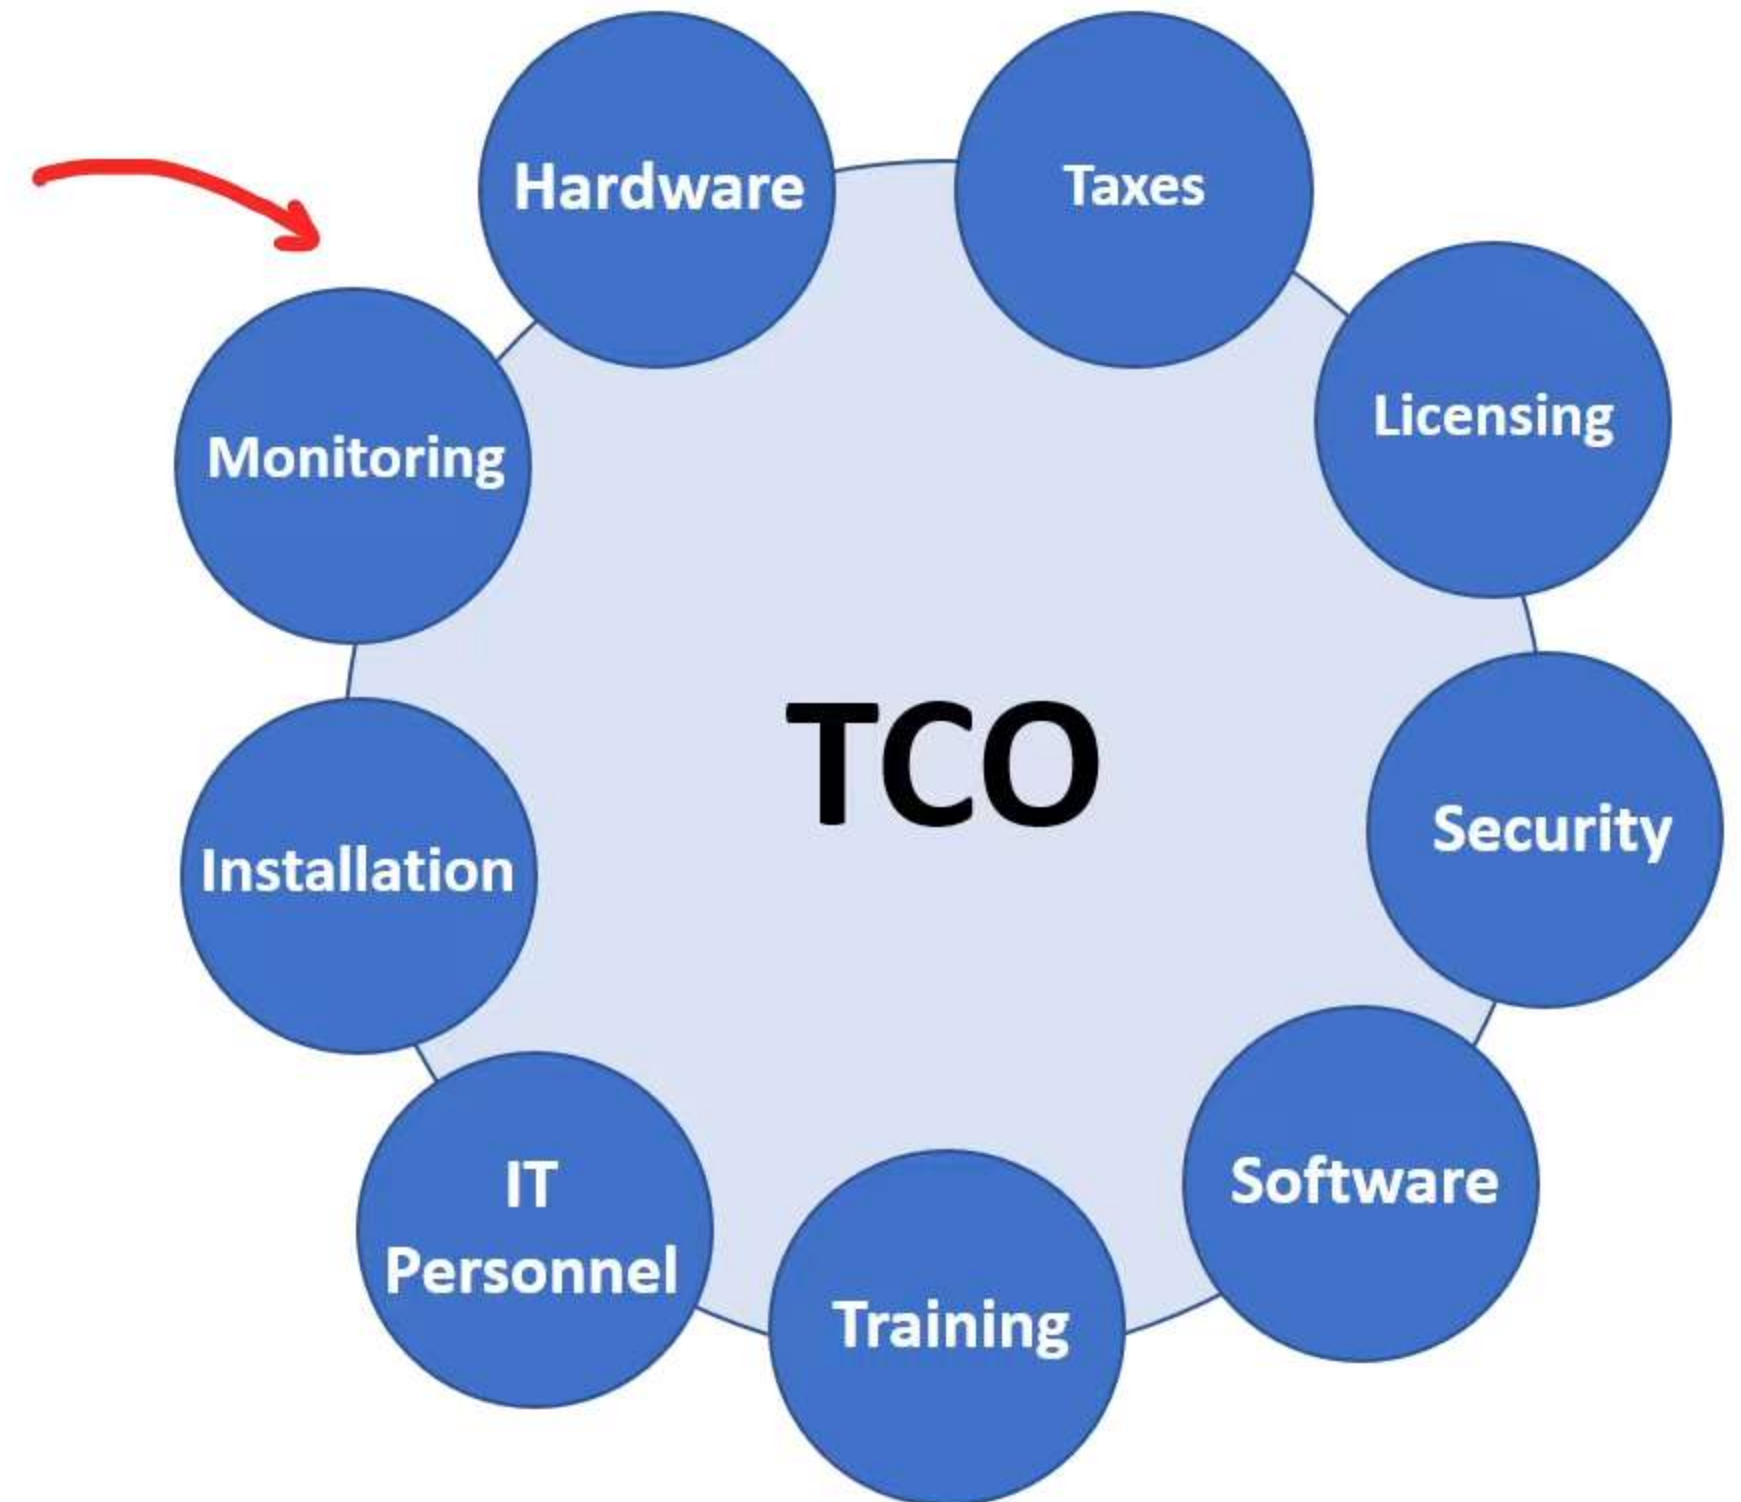 Hardware
Taxes
Licensing
Monitoring
TCO
Security
Installation
Software
IT
Personnel
Training